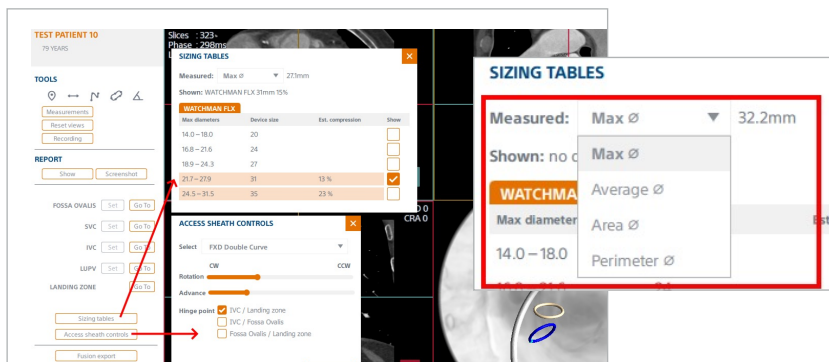 TEST PATIENT 10
79 YEARS
TOOLS
Measurements
Reset views
Recording
REPORT
Show Screenshot
FOSSA OVALIS Set Go To
SVC Set Go To
IVC Set Go To
LUPV Set Go To
LANDING ZONE Go To
Sizing tables
Access sheath controls
Fusion export
Slices : 323
Phase : 298ms
SIZING TABLES
Measured: Max Ø 27.1mm
Shown: WATCHMAN FLX 31mm 15%
WATCHMAN FLX
Max diameters Device size Est. compression Show
14.0 – 18.0 20
16.8 – 21.6 24
18.9 – 24.3 27
21.7 – 27.9 31 13 %
24.5 – 31.5 35 23 %
CRA 0
ACCESS SHEATH CONTROLS
Select FXD Double Curve
CW CCW
Rotation
Advance
Hinge point IVC / Landing zone
IVC / Fossa Ovalis
Fossa Ovalis / Landing zone
SIZING TABLES
Measured: Max Ø 32.2mm
Shown: no
Max Ø
Average Ø
Area Ø
Perimeter Ø
WATCHMA
Max diameter Est
14.0 – 18.0